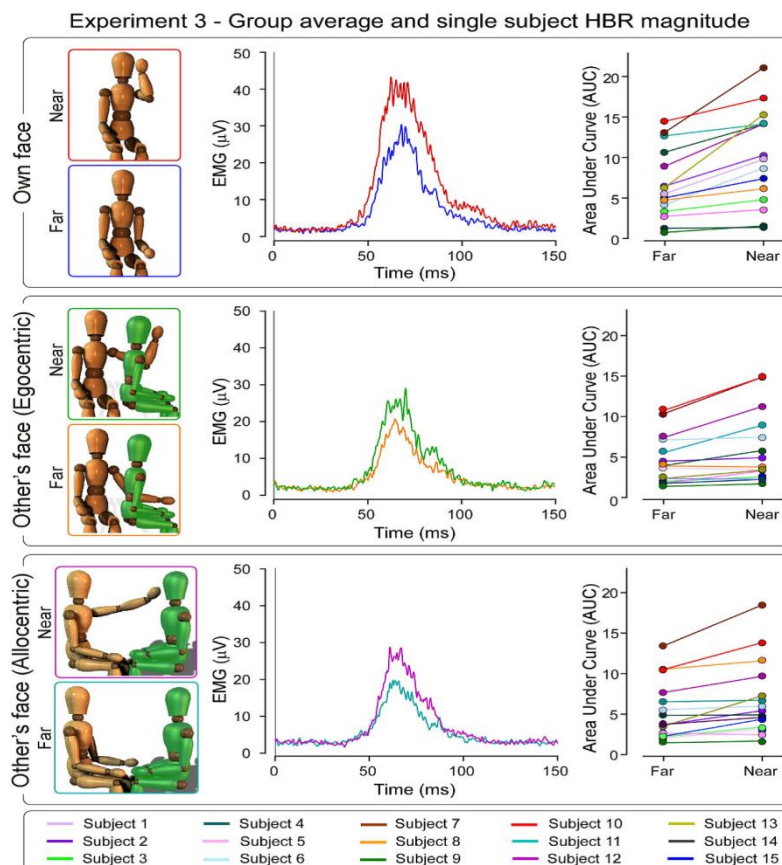 Experiment 3 - Group average and single subject HBR magnitude
Own face
Near
Far
EMG (μV)
50
40
30
20
10
0
0
50
100
150
Time (ms)
Area Under Curve (AUC)
20
15
10
5
0
Far
Near
Other's face (Egocentric)
Near
Far
EMG (μV)
50
40
30
20
10
0
0
50
100
150
Time (ms)
Area Under Curve (AUC)
20
15
10
5
0
Far
Near
Other's face (Allocentric)
Near
Far
EMG (μV)
50
40
30
20
10
0
0
50
100
150
Time (ms)
Area Under Curve (AUC)
20
15
10
5
0
Far
Near
Subject 1
Subject 4
Subject 7
Subject 10
Subject 13
Subject 2
Subject 5
Subject 8
Subject 11
Subject 14
Subject 3
Subject 6
Subject 9
Subject 12
Subject 15